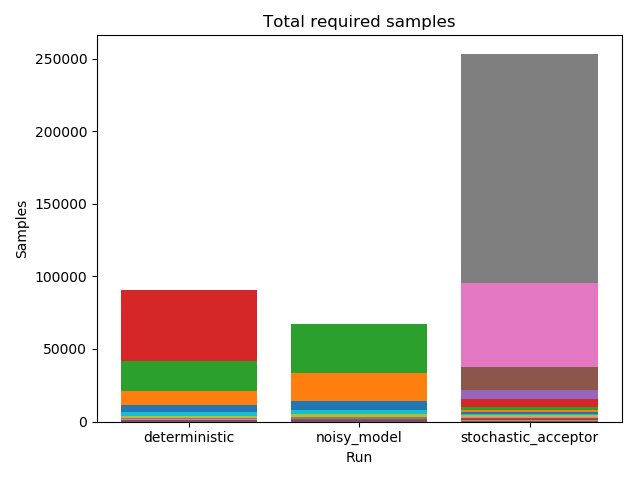 Total required samples
250000
200000
150000
100000
50000
0
Samples
deterministic
noisy_model
stochastic_acceptor
Run